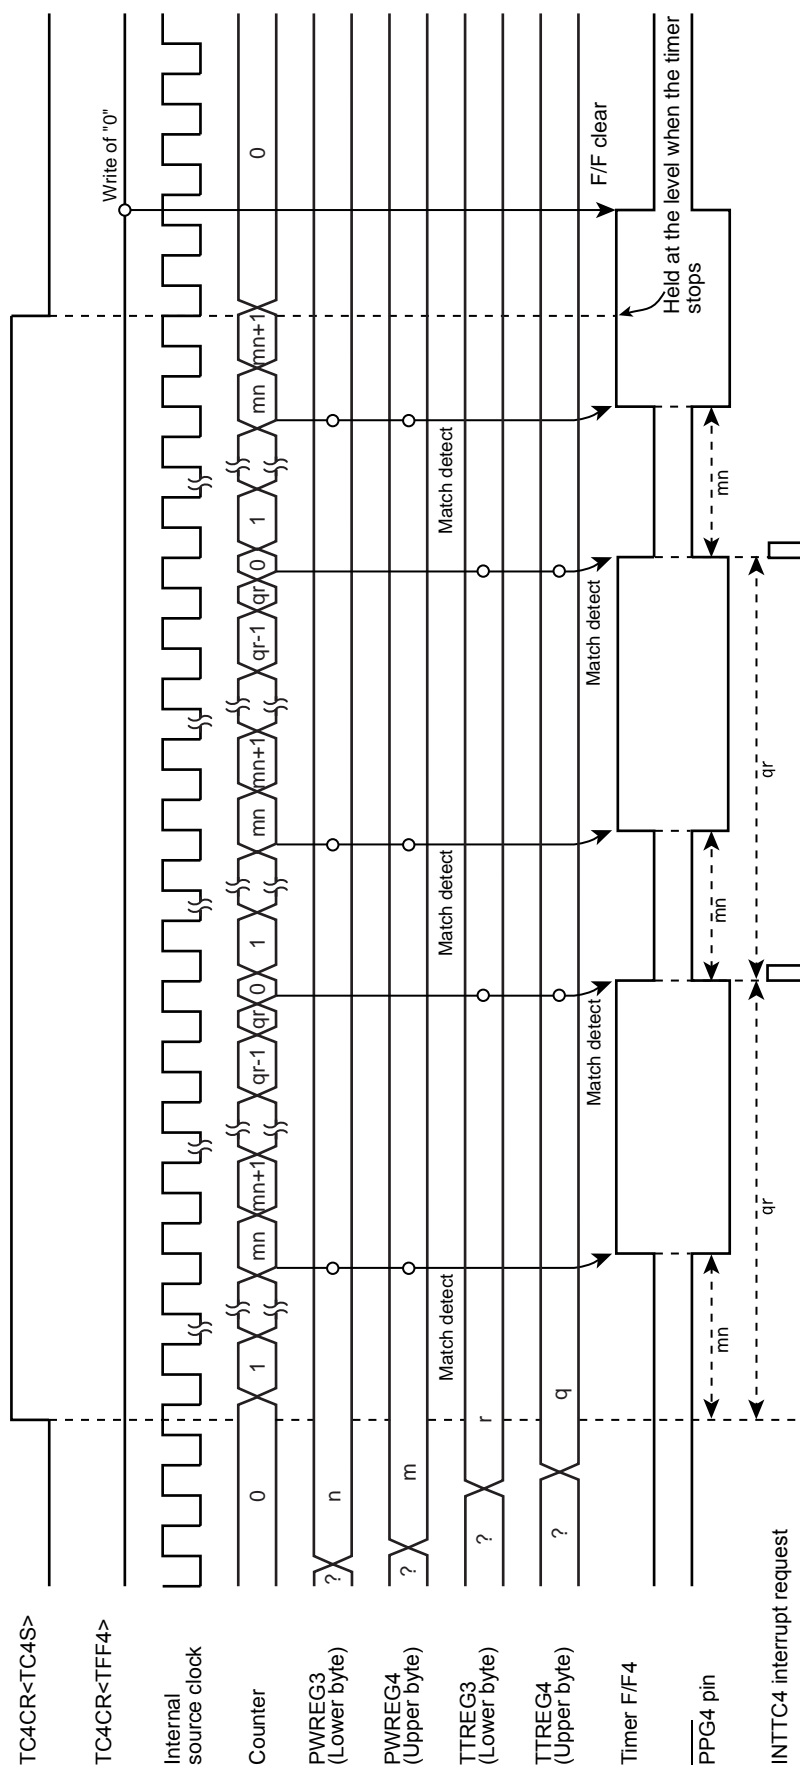 TC4CR<TC4S>
TC4CR<TFF4>
Write of "0"
Internal
source clock
Counter
0 1 mn mn+1 qr-1 qr 0 1 mn mn+1 qr-1 qr 0 1 mn mn+1 0
PWREG3
(Lower byte)
? n
PWREG4
(Upper byte)
? m
Match detect
Match detect
Match detect
TTREG3
(Lower byte)
? r
TTREG4
(Upper byte)
? q
Match detect
Match detect
F/F clear
Timer F/F4
Held at the level when the timer
stops
PPG4 pin
mn
mn
mn
qr
qr
INTTC4 interrupt request